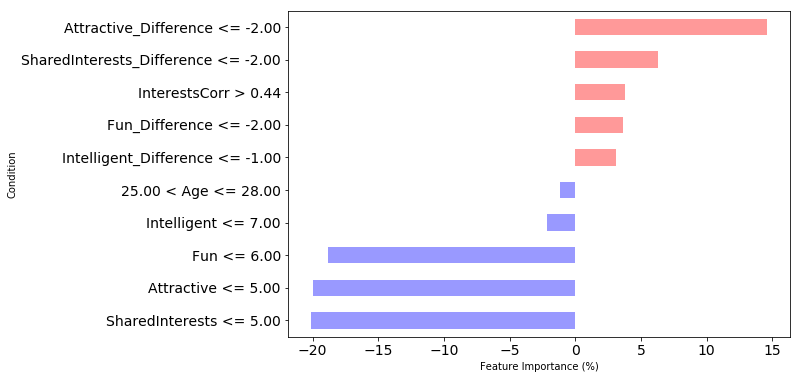 Attractive_Difference <= -2.00
SharedInterests_Difference <= -2.00
InterestsCorr > 0.44
Fun_Difference <= -2.00
Intelligent_Difference <= -1.00
25.00 < Age <= 28.00
Intelligent <= 7.00
Fun <= 6.00
Attractive <= 5.00
SharedInterests <= 5.00
Condition
−20 −15 −10 −5 0 5 10 15
Feature Importance (%)